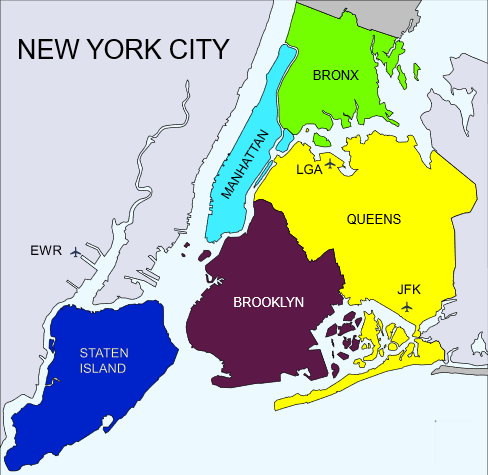 NEW YORK CITY
BRONX
MANHATTAN
LGA
QUEENS
EWR
JFK
BROOKLYN
STATEN
ISLAND